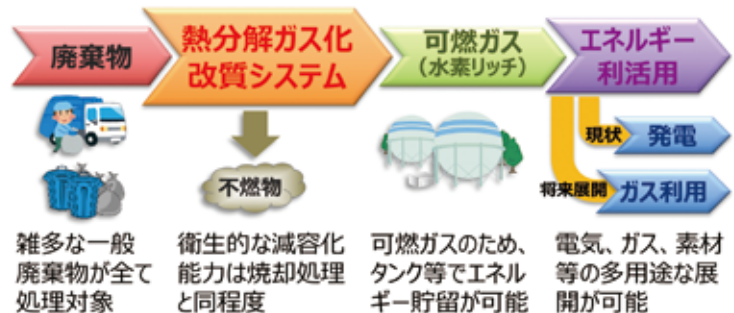 廃棄物
熱分解ガス化
改質システム
可燃ガス
（水素リッチ）
エネルギー
利活用
現状
発電
将来展開
ガス利用
不燃物
雑多な一般
廃棄物が全て
処理対象
衛生的な減容化
能力は焼却処理
と同程度
可燃ガスのため、
タンク等でエネル
ギー貯留が可能
電気、ガス、素材
等の多用途な展
開が可能